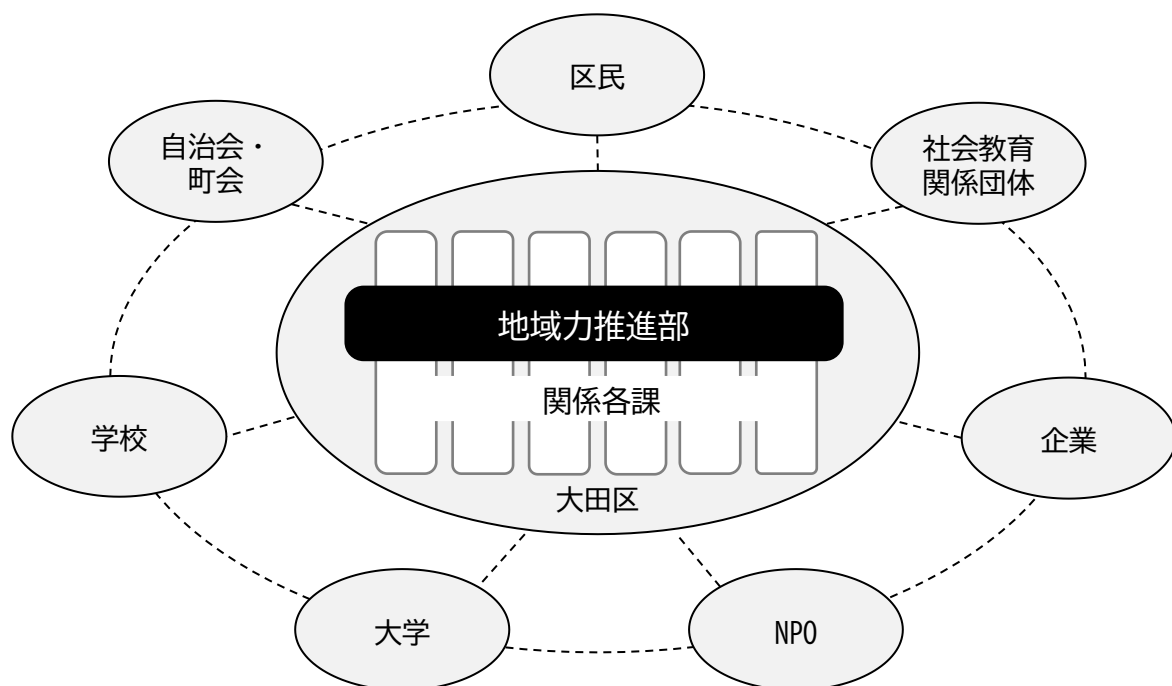 区民
自治会・
町会
社会教育
関係団体
地域力推進部
関係各課
学校
企業
大田区
大学
NPO